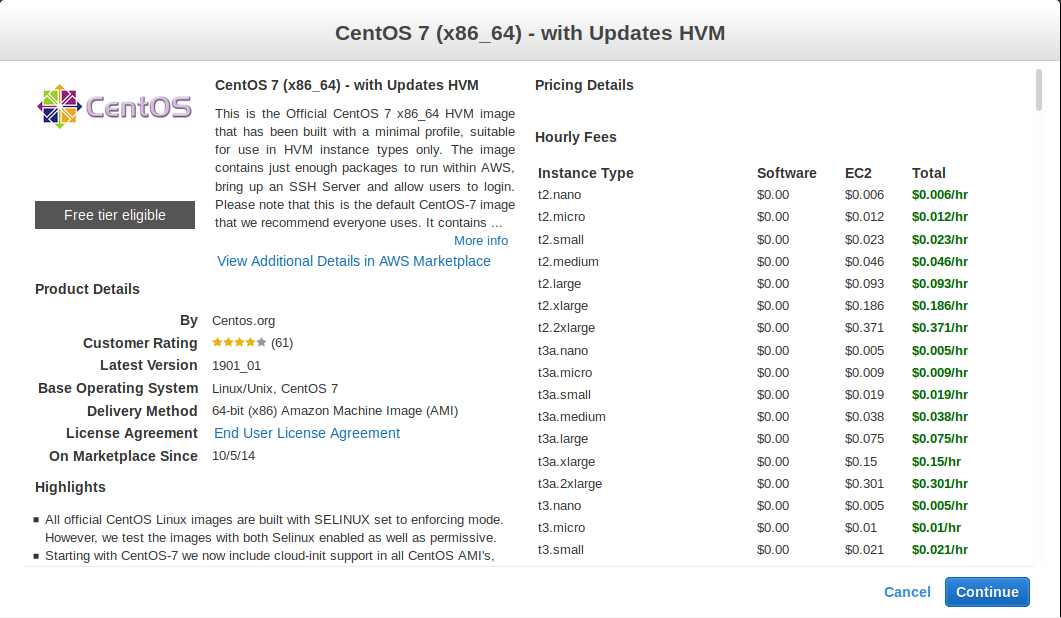 CentOS 7 (x86_64) - with Updates HVM
CentOS
Free tier eligible
CentOS 7 (x86_64) - with Updates HVM
This is the Official CentOS 7 x86_64 HVM image
that has been built with a minimal profile, suitable
for use in HVM instance types only. The image
contains just enough packages to run within AWS,
bring up an SSH Server and allow users to login.
Please note that this is the default CentOS-7 image
that we recommend everyone uses. It contains ...
More info
View Additional Details in AWS Marketplace
Product Details
By Centos.org
Customer Rating (61)
Latest Version 1901_01
Base Operating System Linux/Unix, CentOS 7
Delivery Method 64-bit (x86) Amazon Machine Image (AMI)
License Agreement End User License Agreement
On Marketplace Since 10/5/14
Highlights
All official CentOS Linux images are built with SELINUX set to enforcing mode.
However, we test the images with both Selinux enabled as well as permissive.
Starting with CentOS-7 we now include cloud-init support in all CentOS AMI's,
Pricing Details
Hourly Fees
Instance Type Software EC2 Total
t2.nano $0.00 $0.006 $0.006/hr
t2.micro $0.00 $0.012 $0.012/hr
t2.small $0.00 $0.023 $0.023/hr
t2.medium $0.00 $0.046 $0.046/hr
t2.large $0.00 $0.093 $0.093/hr
t2.xlarge $0.00 $0.186 $0.186/hr
t2.2xlarge $0.00 $0.371 $0.371/hr
t3a.nano $0.00 $0.005 $0.005/hr
t3a.micro $0.00 $0.009 $0.009/hr
t3a.small $0.00 $0.019 $0.019/hr
t3a.medium $0.00 $0.038 $0.038/hr
t3a.large $0.00 $0.075 $0.075/hr
t3a.xlarge $0.00 $0.15 $0.15/hr
t3a.2xlarge $0.00 $0.301 $0.301/hr
t3.nano $0.00 $0.005 $0.005/hr
t3.micro $0.00 $0.01 $0.01/hr
t3.small $0.00 $0.021 $0.021/hr
Cancel
Continue